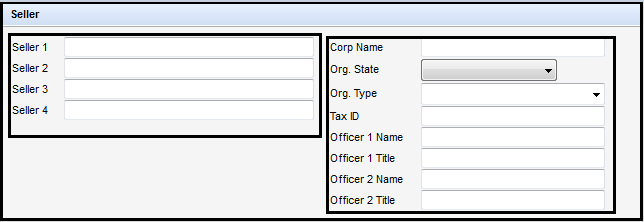 Seller
Seller 1
Seller 2
Seller 3
Seller 4
Corp Name
Org. State
Org. Type
Tax ID
Officer 1 Name
Officer 1 Title
Officer 2 Name
Officer 2 Title